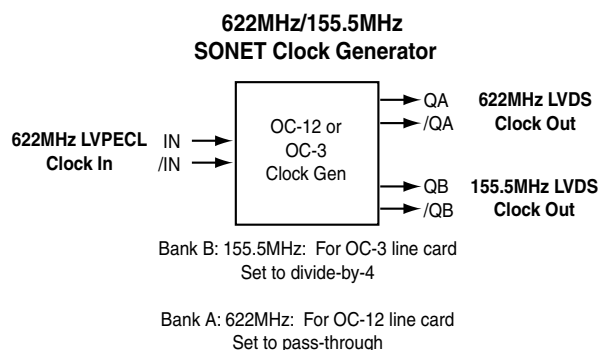 622MHz/155.5MHz
SONET Clock Generator
622MHz LVPECL
Clock In
IN
/IN
OC-12 or
OC-3
Clock Gen
QA
/QA
622MHz LVDS
Clock Out
QB
/QB
155.5MHz LVDS
Clock Out
Bank B: 155.5MHz: For OC-3 line card
Set to divide-by-4
Bank A: 622MHz: For OC-12 line card
Set to pass-through